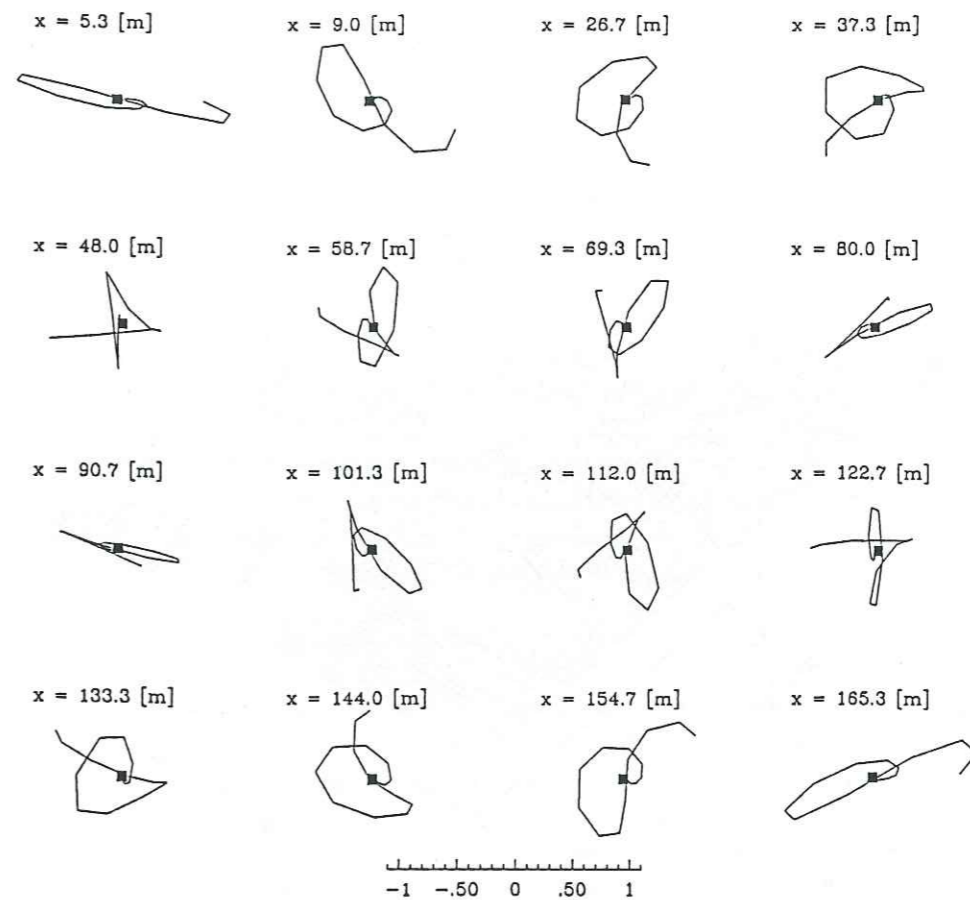 x = 5.3 [m] x = 9.0 [m] x = 26.7 [m] x = 37.3 [m]
x = 48.0 [m] x = 58.7 [m] x = 69.3 [m] x = 80.0 [m]
x = 90.7 [m] x = 101.3 [m] x = 112.0 [m] x = 122.7 [m]
x = 133.3 [m] x = 144.0 [m] x = 154.7 [m] x = 165.3 [m]
-1 -.50 0 .50 1